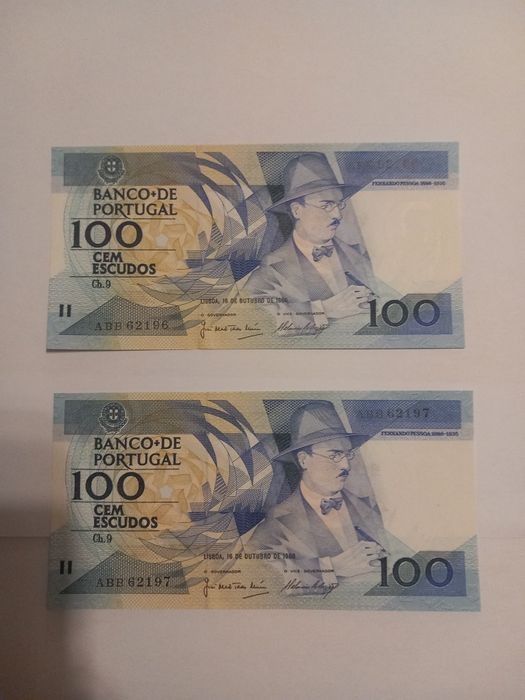 BANCO DE
PORTUGAL
100
CEM
ESCUDOS
Ch. 9
FERNANDO PESSOA 1888-1935
LISBOA, 16 DE OUTUBRO DE 1986
O GOVERNADOR
O VICE GOVERNADOR
II
ABB 62196
100
ABB 62197
BANCO DE
PORTUGAL
100
CEM
ESCUDOS
Ch. 9
FERNANDO PESSOA 1888-1935
LISBOA, 16 DE OUTUBRO DE 1986
O GOVERNADOR
O VICE GOVERNADOR
II
ABB 62197
100